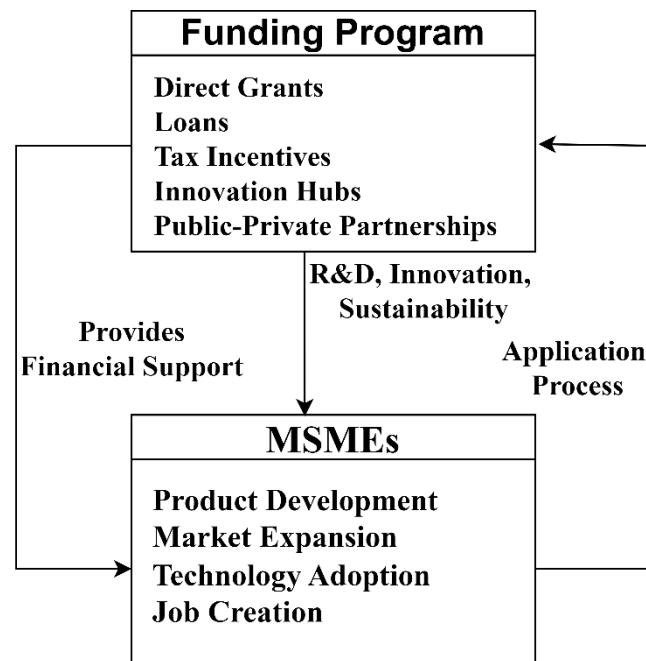 Funding Program
Direct Grants
Loans
Tax Incentives
Innovation Hubs
Public-Private Partnerships
R&D, Innovation,
Sustainability
Provides
Financial Support
Application
Process
MSMEs
Product Development
Market Expansion
Technology Adoption
Job Creation